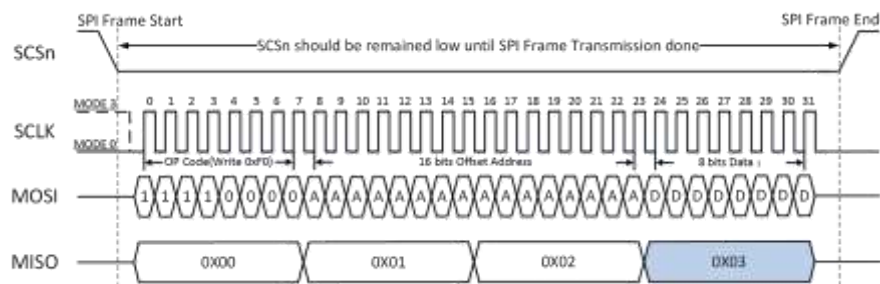 SPI Frame Start SPI Frame End
SCSn SCSn should be remained low until SPI Frame Transmission done
MODE 3 0 1 2 3 4 5 6 7 8 9 10 11 12 13 14 15 16 17 18 19 20 21 22 23 24 25 26 27 28 29 30 31
SCLK
MODE 0 OP Code(Write 0xF0) 16 bits Offset Address 8 bits Data
MOSI 1 1 1 1 0 0 0 0 A A A A A A A A A A A A A A A A D D D D D D D D
MISO 0X00 0X01 0X02 0X03